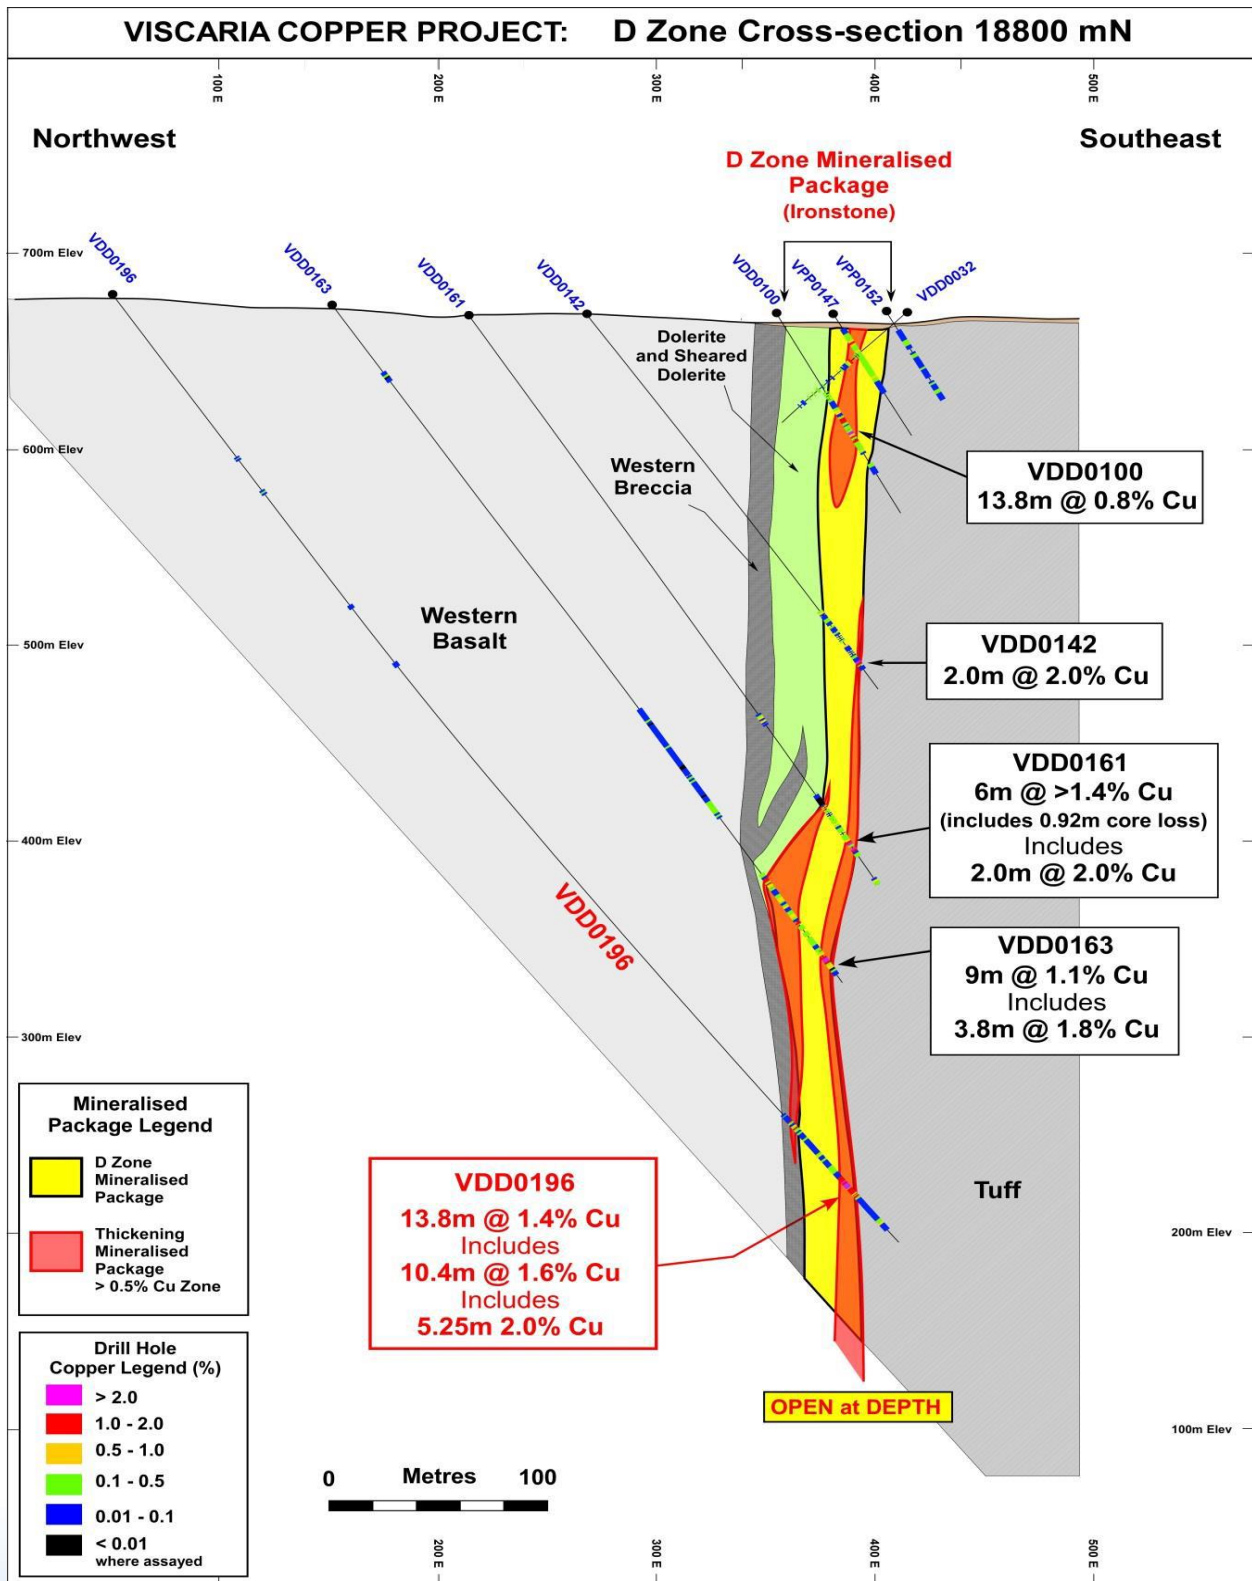 VISCARIA COPPER PROJECT: D Zone Cross-section 18800 mN
100 E
200 E
300 E
400 E
500 E
Northwest
Southeast
D Zone Mineralised
Package
(Ironstone)
700m Elev
VDD0196
VDD0163
VDD0161
VDD0142
VDD0100
VPP0147
VPP0152
VDD0032
Dolerite
and Sheared
Dolerite
600m Elev
Western
Breccia
VDD0100
13.8m @ 0.8% Cu
Western
Basalt
500m Elev
VDD0142
2.0m @ 2.0% Cu
VDD0161
6m @ >1.4% Cu
(includes 0.92m core loss)
Includes
2.0m @ 2.0% Cu
400m Elev
VDD0196
VDD0163
9m @ 1.1% Cu
Includes
3.8m @ 1.8% Cu
300m Elev
Mineralised
Package Legend
D Zone
Mineralised
Package
Thickening
Mineralised
Package
> 0.5% Cu Zone
VDD0196
13.8m @ 1.4% Cu
Includes
10.4m @ 1.6% Cu
Includes
5.25m 2.0% Cu
Tuff
200m Elev
OPEN at DEPTH
100m Elev
Drill Hole
Copper Legend (%)
> 2.0
1.0 - 2.0
0.5 - 1.0
0.1 - 0.5
0.01 - 0.1
< 0.01
where assayed
0 Metres 100
200 E
300 E
400 E
500 E